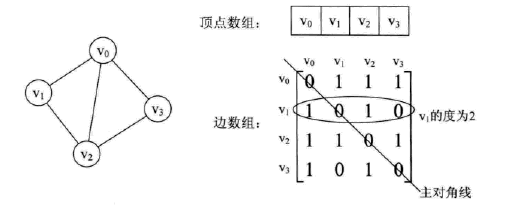 顶点数组： v₀ v₁ v₂ v₃
v₀
v₁
v₃
v₂
边数组：
v₀ v₁ v₂ v₃
v₀ 0 1 1 1
v₁ 1 0 1 0 v₁的度为2
v₂ 1 1 0 1
v₃ 1 0 1 0
主对角线